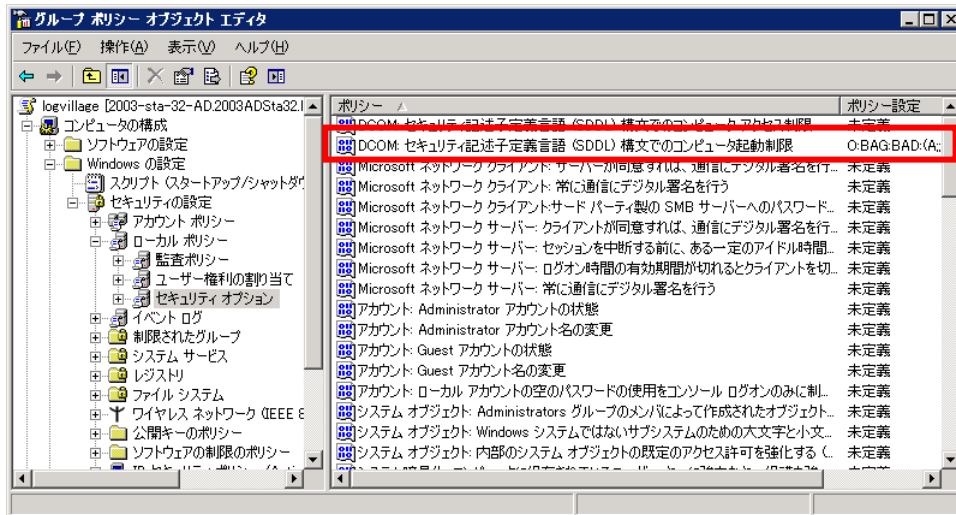 グループ ポリシー オブジェクト エディタ
ファイル(F) 操作(A) 表示(V) ヘルプ(H)
logvillage [2003-sta-32-AD.2003ADSta32.l
コンピュータの構成
ソフトウェアの設定
Windows の設定
スクリプト (スタートアップ/シャットダウ
セキュリティの設定
アカウント ポリシー
ローカル ポリシー
監査ポリシー
ユーザー権利の割り当て
セキュリティ オプション
イベント ログ
制限されたグループ
システム サービス
レジストリ
ファイル システム
ワイヤレス ネットワーク (IEEE 8
公開キーのポリシー
ソフトウェアの制限のポリシー
ポリシー ポリシー設定
DCOM: セキュリティ記述子定義言語 (SDDL) 構文でのコンピュータ アクセス制限 未定義
DCOM: セキュリティ記述子定義言語 (SDDL) 構文でのコンピュータ起動制限 O:BAG:BAD:(A;;
Microsoft ネットワーク クライアント: サーバーが同意すれば、通信にデジタル署名を行... 未定義
Microsoft ネットワーク クライアント: 常に通信にデジタル署名を行う 未定義
Microsoft ネットワーク クライアント:サード パーティ製の SMB サーバーへのパスワード... 未定義
Microsoft ネットワーク サーバー: クライアントが同意すれば、通信にデジタル署名を行... 未定義
Microsoft ネットワーク サーバー: セッションを中断する前に、ある一定のアイドル時間... 未定義
Microsoft ネットワーク サーバー: ログオン時間の有効期間が切れるとクライアントを切... 未定義
Microsoft ネットワーク サーバー: 常に通信にデジタル署名を行う 未定義
アカウント: Administrator アカウントの状態 未定義
アカウント: Administrator アカウント名の変更 未定義
アカウント: Guest アカウントの状態 未定義
アカウント: Guest アカウント名の変更 未定義
アカウント: ローカル アカウントの空のパスワードの使用をコンソール ログオンのみに制... 未定義
システム オブジェクト: Administrators グループのメンバによって作成されたオブジェクト... 未定義
システム オブジェクト: Windows システムではないサブシステムのための大文字と小文... 未定義
システム オブジェクト: 内部のシステム オブジェクトの既定のアクセス許可を強化する (... 未定義